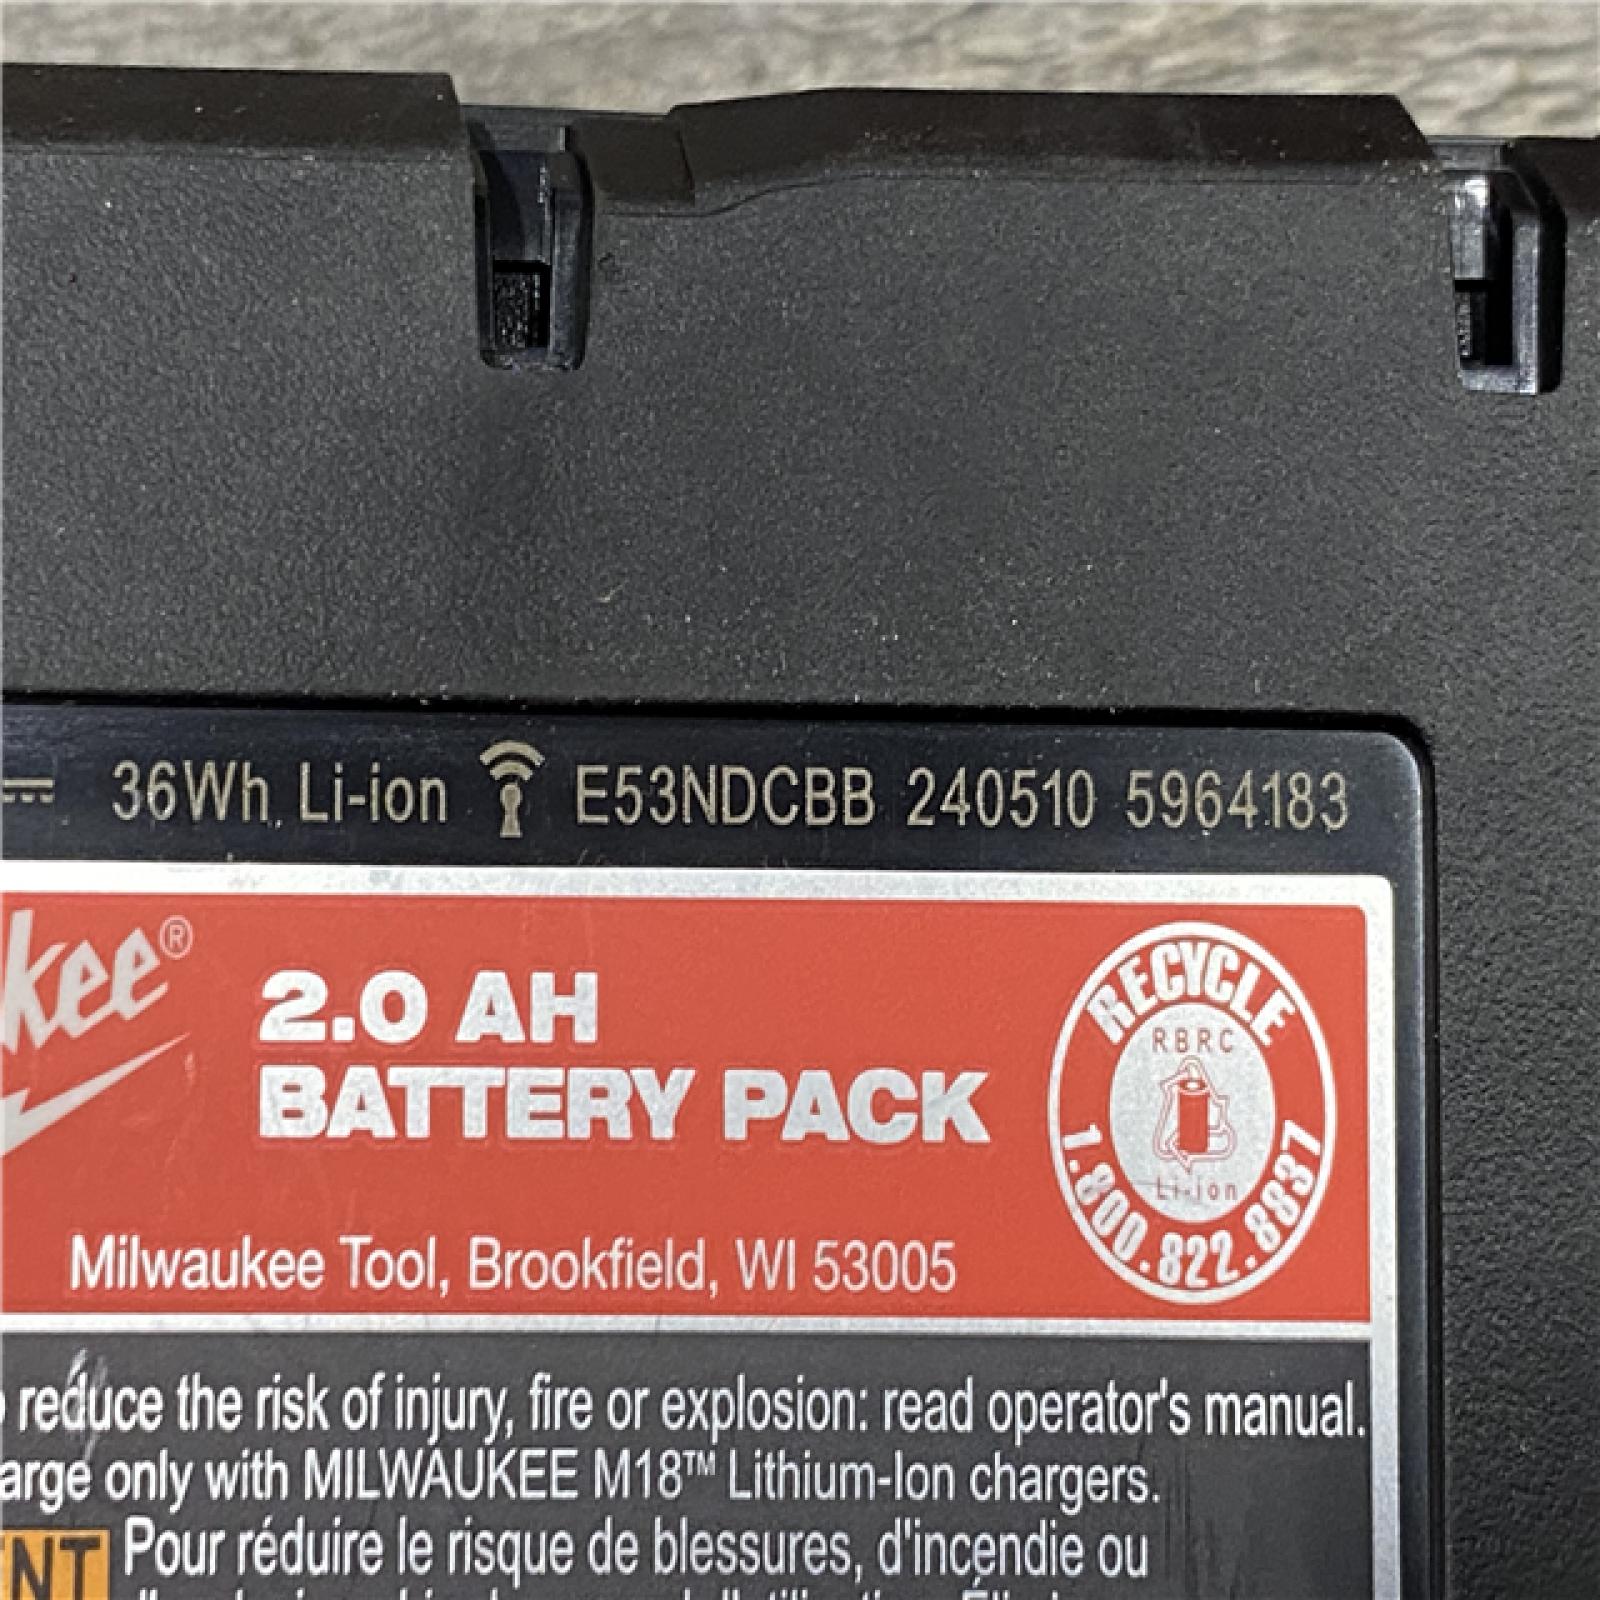 36Wh Li-ion E53NDCBB 240510 5964183
kee®
2.0 AH
BATTERY PACK
Milwaukee Tool, Brookfield, WI 53005
RECYCLE
RBRC
Li-ion
1.800.822.8837
reduce the risk of injury, fire or explosion: read operator's manual.
arge only with MILWAUKEE M18™ Lithium-Ion chargers.
NT Pour réduire le risque de blessures, d'incendie ou